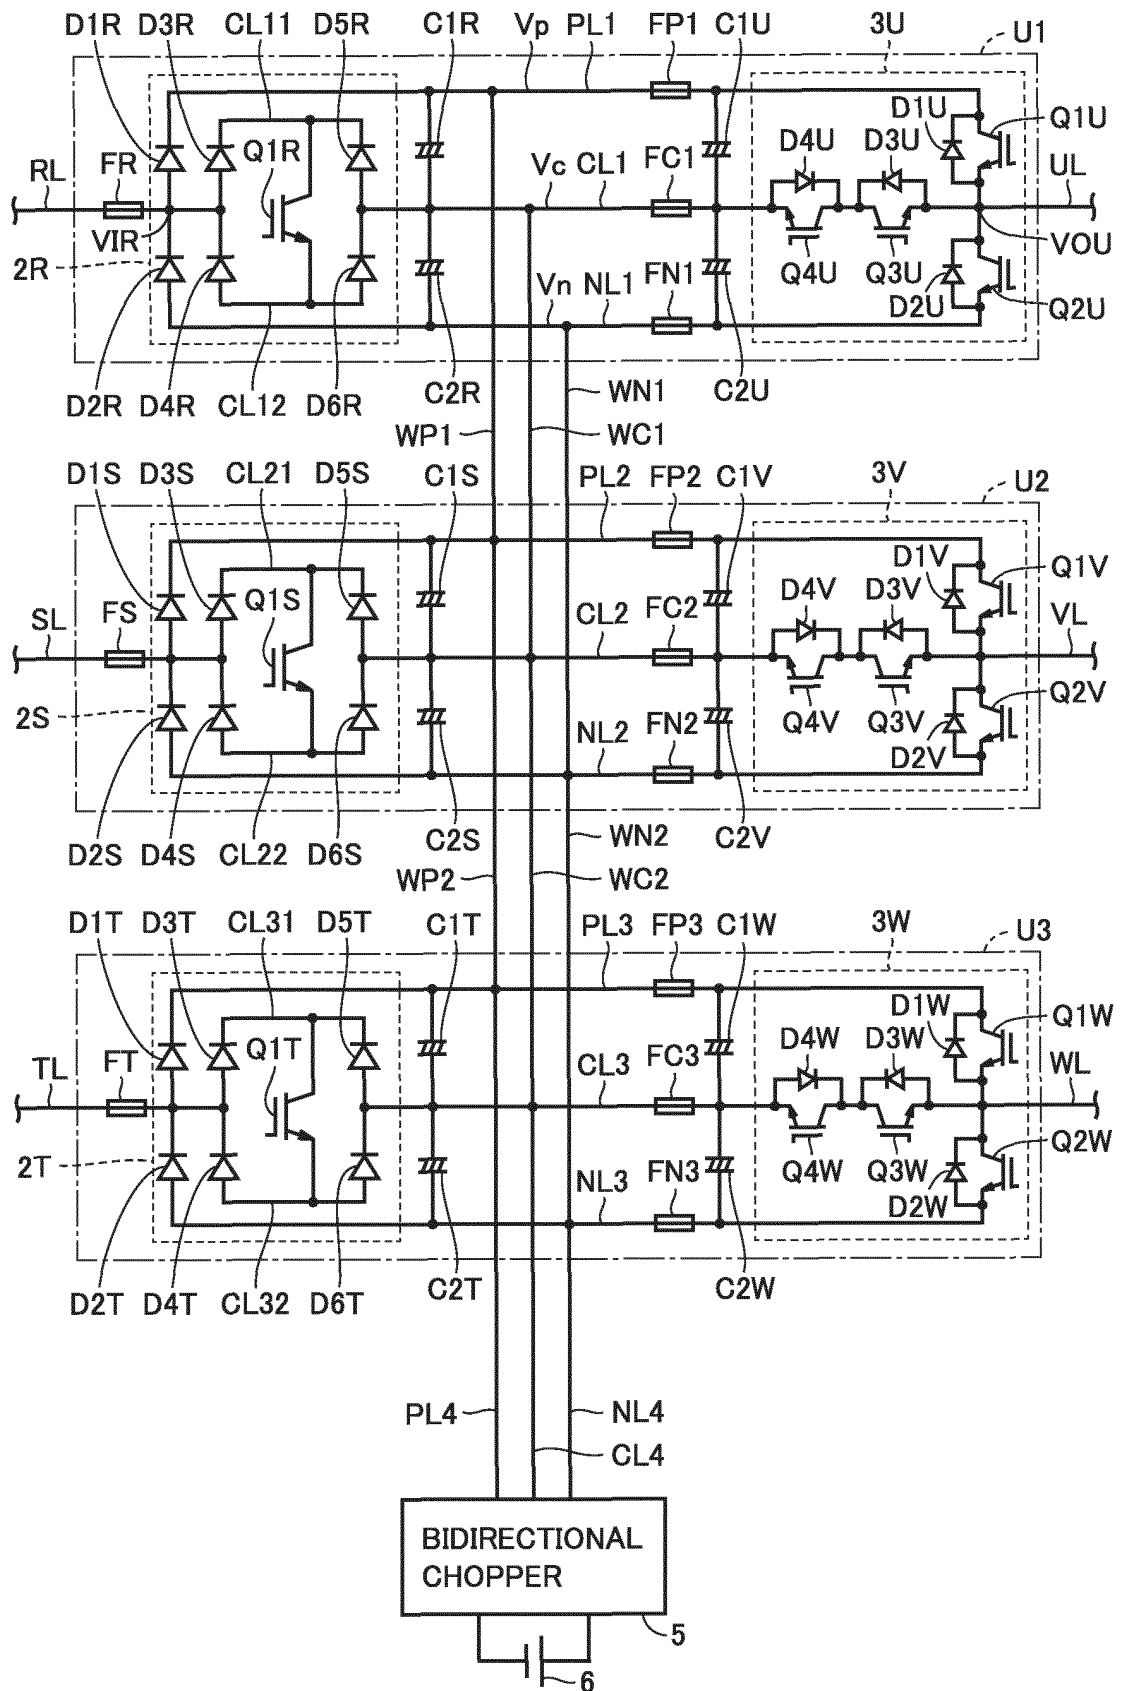 D1R D3R CL11 D5R C1R Vp PL1 FP1 C1U 3U U1
D1U Q1U
Q1R D4U D3U
RL FR Vc CL1 FC1 UL
VIR VOU
2R Vn NL1 FN1 Q4U Q3U
D2U Q2U
D2R D4R CL12 D6R C2R WN1 C2U
WP1 WC1
D1S D3S CL21 D5S C1S PL2 FP2 C1V 3V U2
D1V Q1V
Q1S D4V D3V
SL FS CL2 FC2 VL
2S NL2 FN2 Q4V Q3V Q2V
D2V
D2S D4S CL22 D6S C2S WN2 C2V
WP2 WC2
D1T D3T CL31 D5T C1T PL3 FP3 C1W 3W U3
D1W Q1W
Q1T D4W D3W
TL FT CL3 FC3 WL
2T NL3 FN3 Q4W Q3W Q2W
D2W
D2T D4T CL32 D6T C2T C2W
PL4 NL4
CL4
BIDIRECTIONAL
CHOPPER
5
6